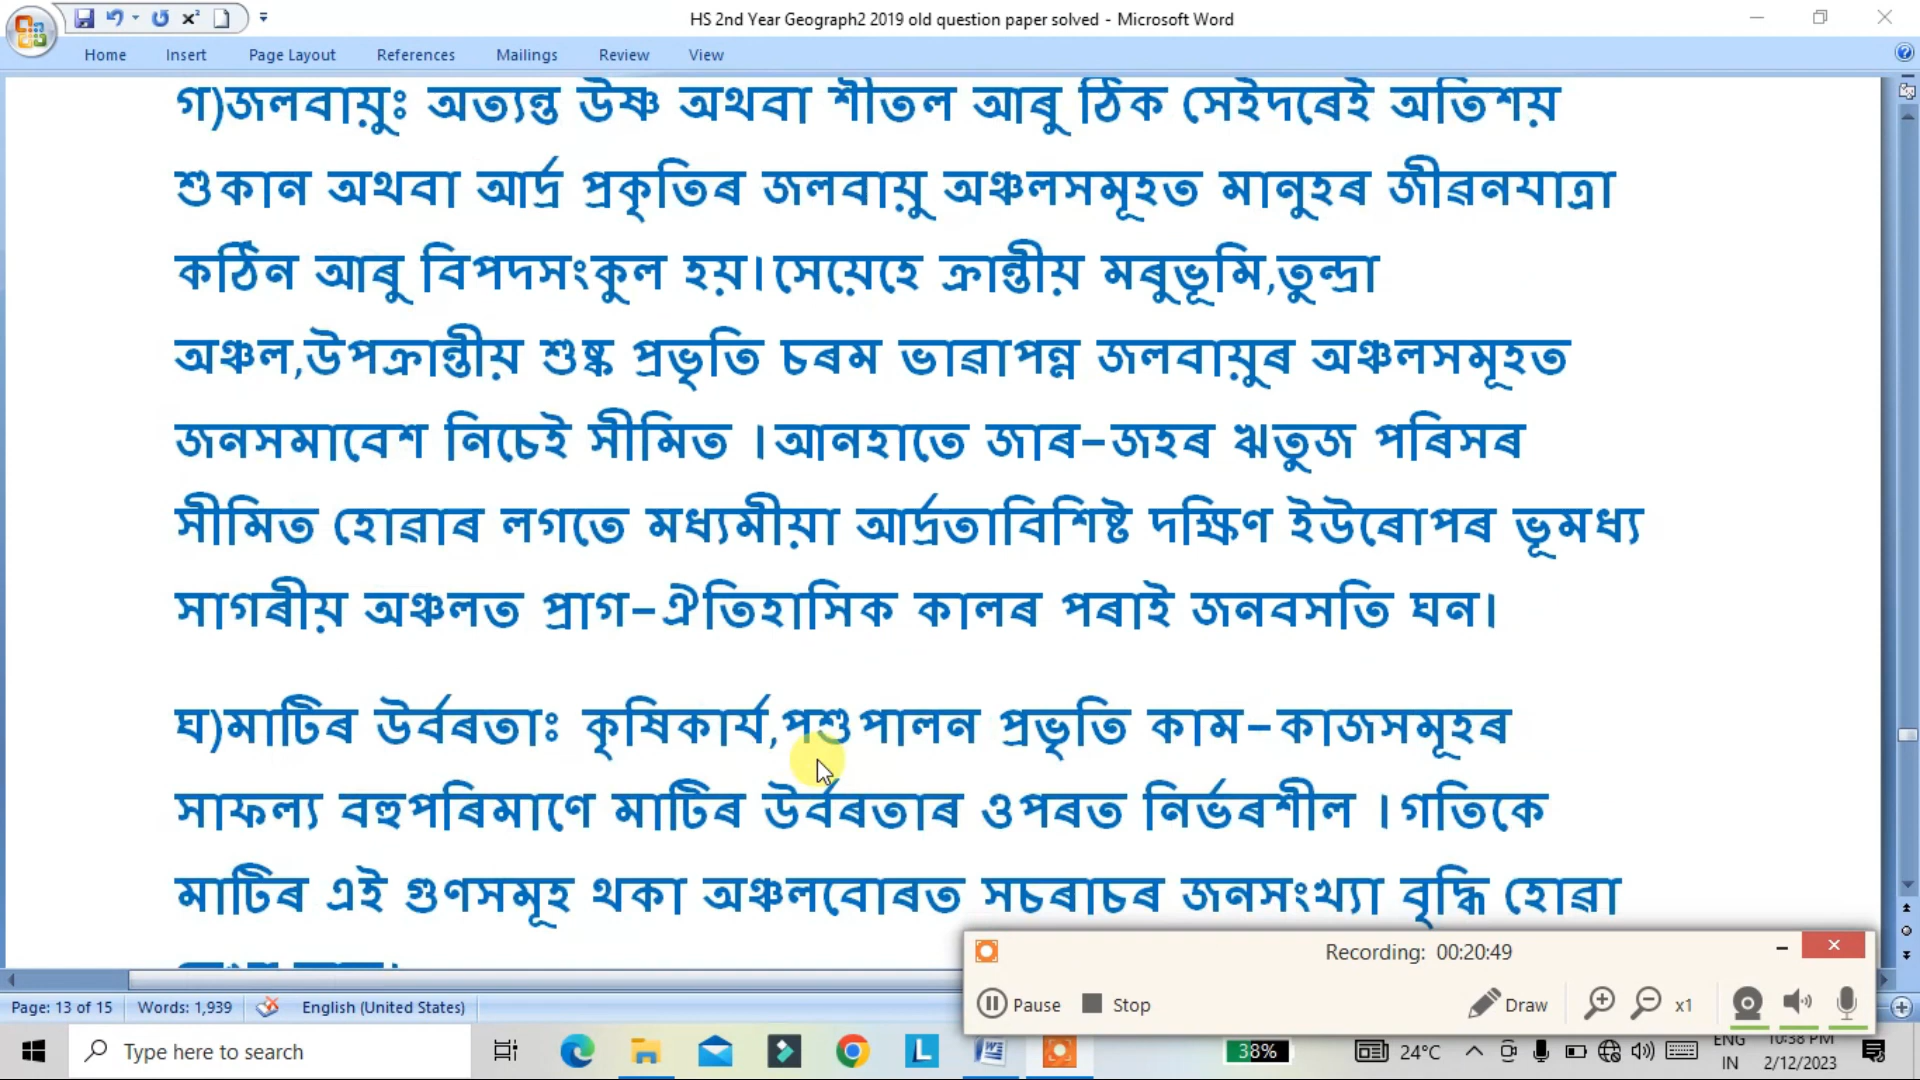 HS 2nd Year Geograph2 2019 old question paper solved - Microsoft Word
Home Insert Page Layout References Mailings Review View
গ)জলবায়ুঃ অত্যন্ত উষ্ণ অথবা শীতল আৰু ঠিক সেইদৰেই অতিশয়
শুকান অথবা আৰ্দ্ৰ প্ৰকৃতিৰ জলবায়ু অঞ্চলসমূহত মানুহৰ জীৱনযাত্ৰা
কঠিন আৰু বিপদসংকুল হয়।সেয়েহে ক্ৰান্তীয় মৰুভূমি,তুন্দ্ৰা
অঞ্চল,উপক্ৰান্তীয় শুষ্ক প্ৰভৃতি চৰম ভাৱাপন্ন জলবায়ুৰ অঞ্চলসমূহত
জনসমাবেশ নিচেই সীমিত ।আনহাতে জাৰ-জহৰ ঋতুজ পৰিসৰ
সীমিত হোৱাৰ লগতে মধ্যমীয়া আৰ্দ্ৰতাবিশিষ্ট দক্ষিণ ইউৰোপৰ ভূমধ্য
সাগৰীয় অঞ্চলত প্ৰাগ-ঐতিহাসিক কালৰ পৰাই জনবসতি ঘন।
ঘ)মাটিৰ উৰ্বৰতাঃ কৃষিকাৰ্য,পশুপালন প্ৰভৃতি কাম-কাজসমূহৰ
সাফল্য বহুপৰিমাণে মাটিৰ উৰ্বৰতাৰ ওপৰত নিৰ্ভৰশীল ।গতিকে
মাটিৰ এই গুণসমূহ থকা অঞ্চলবোৰত সচৰাচৰ জনসংখ্যা বৃদ্ধি হোৱা
Recording: 00:20:49
Pause Stop Draw x1
Page: 13 of 15 Words: 1,939 English (United States)
Type here to search 38% 24°C ENG 10:38 PM
IN 2/12/2023